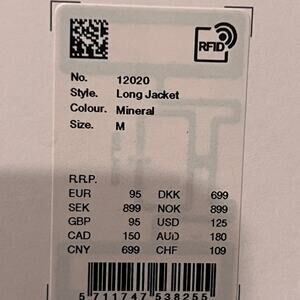 RFID
No. 12020
Style. Long Jacket
Colour. Mineral
Size. M
R.R.P.
EUR 95 DKK 699
SEK 899 NOK 899
GBP 95 USD 125
CAD 150 AUD 180
CNY 699 CHF 109
5 711747 538255